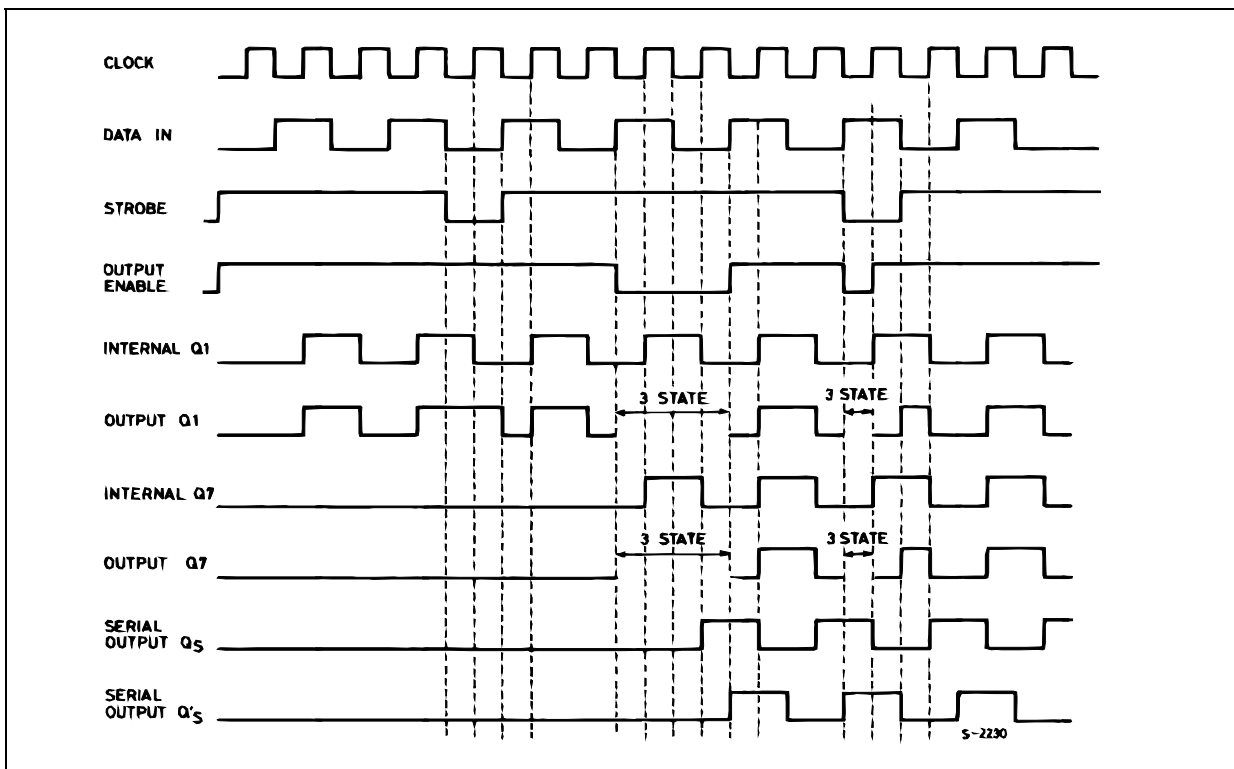 CLOCK
DATA IN
STROBE
OUTPUT
ENABLE
INTERNAL Q1
3 STATE
3 STATE
OUTPUT Q1
INTERNAL Q7
3 STATE
3 STATE
OUTPUT Q7
SERIAL
OUTPUT QS
SERIAL
OUTPUT Q'S
S-2230